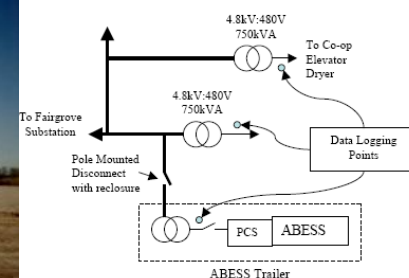 4.8kV:480V
750kVA
To Co-op
Elevator
Dryer
4.8kV:480V
750kVA
To Fairgrove
Substation
Data Logging
Points
Pole Mounted
Disconnect
with reclosure
PCS
ABESS
ABESS Trailer